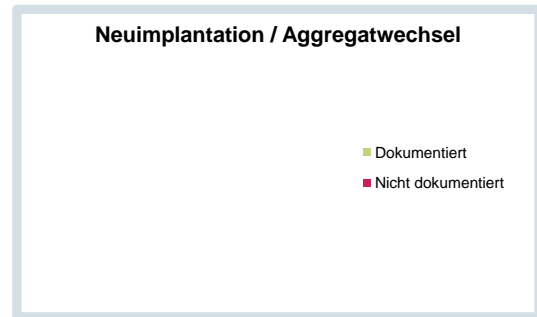 Neuimplantation / Aggregatwechsel
Dokumentiert
Nicht dokumentiert